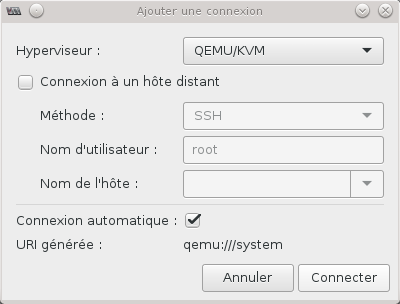 Ajouter une connexion
Hyperviseur : QEMU/KVM
Connexion à un hôte distant
Méthode : SSH
Nom d'utilisateur : root
Nom de l'hôte :
Connexion automatique :
URI générée : qemu:///system
Annuler Connecter